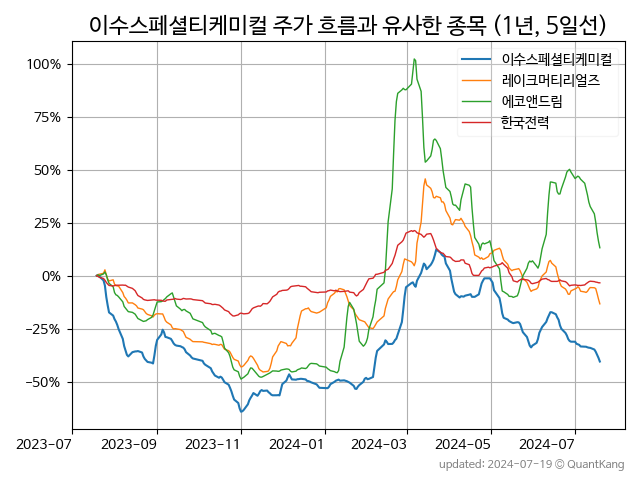 이수스페셜티케미컬 주가 흐름과 유사한 종목 (1년, 5일선)
이수스페셜티케미컬
레이크머티리얼즈
에코앤드림
한국전력
100%
75%
50%
25%
0%
−25%
−50%
2023-07
2023-09
2023-11
2024-01
2024-03
2024-05
2024-07
updated: 2024-07-19 © QuantKang